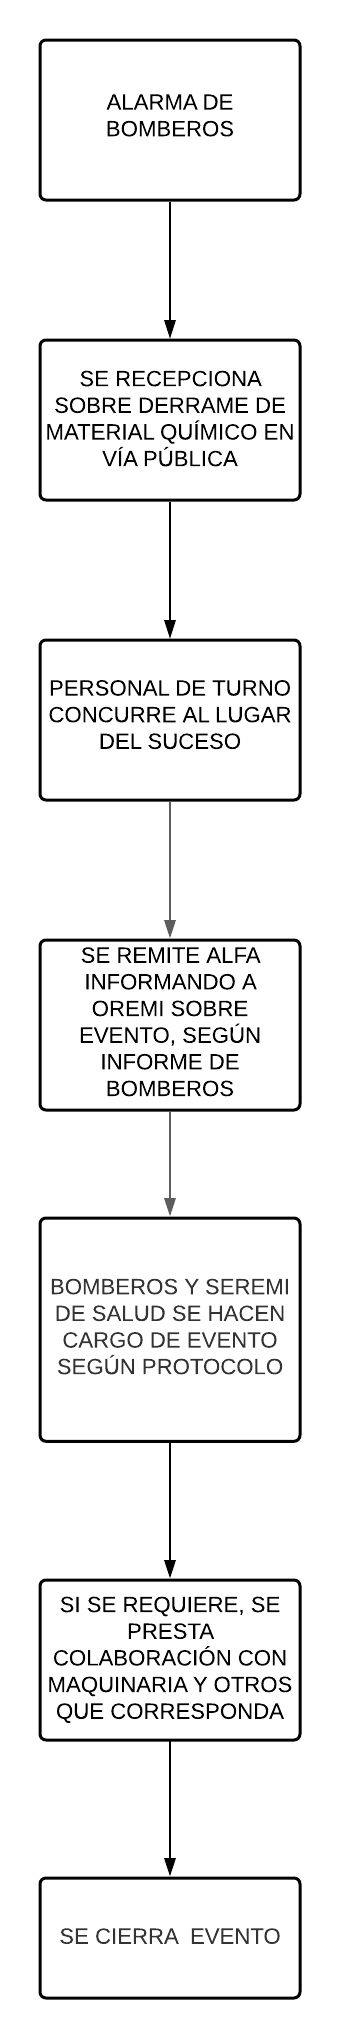 ALARMA DE
BOMBEROS
SE RECEPCIONA
SOBRE DERRAME DE
MATERIAL QUÍMICO EN
VÍA PÚBLICA
PERSONAL DE TURNO
CONCURRE AL LUGAR
DEL SUCESO
SE REMITE ALFA
INFORMANDO A
OREMI SOBRE
EVENTO, SEGÚN
INFORME DE
BOMBEROS
BOMBEROS Y SEREMI
DE SALUD SE HACEN
CARGO DE EVENTO
SEGÚN PROTOCOLO
SI SE REQUIERE, SE
PRESTA
COLABORACIÓN CON
MAQUINARIA Y OTROS
QUE CORRESPONDA
SE CIERRA  EVENTO